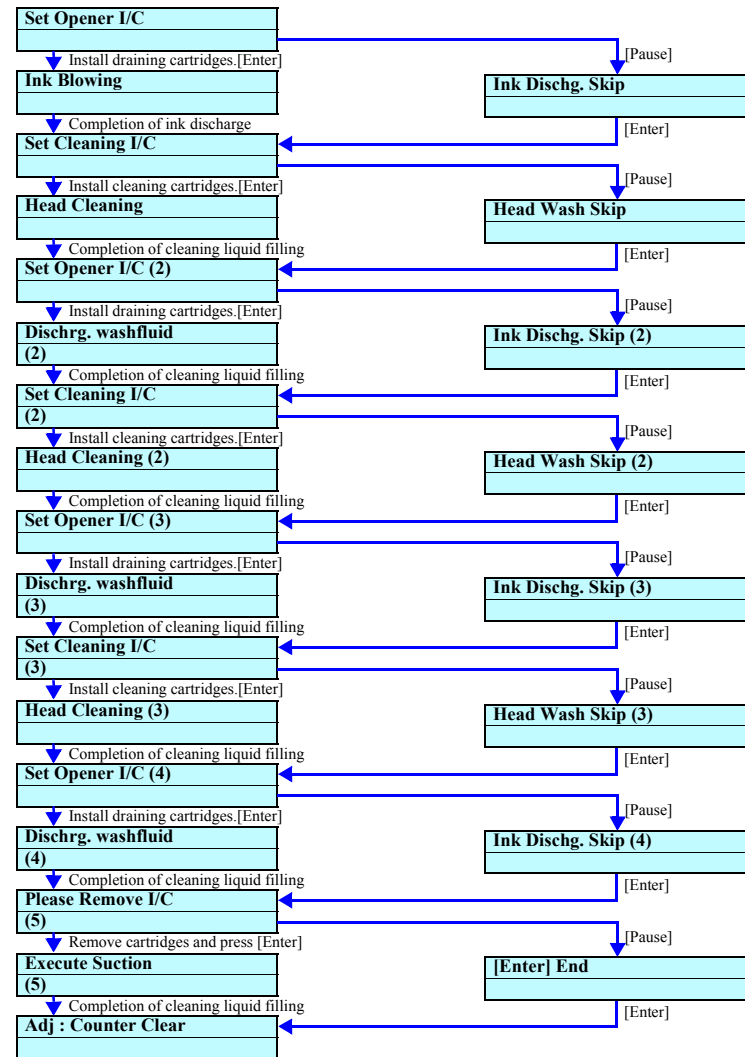 Set Opener I/C
Install draining cartridges.[Enter]
[Pause]
Ink Blowing
Ink Dischg. Skip
Completion of ink discharge
[Enter]
Set Cleaning I/C
Install cleaning cartridges.[Enter]
[Pause]
Head Cleaning
Head Wash Skip
Completion of cleaning liquid filling
[Enter]
Set Opener I/C (2)
Install draining cartridges.[Enter]
[Pause]
Dischrg. washfluid
(2)
Ink Dischg. Skip (2)
Completion of cleaning liquid filling
[Enter]
Set Cleaning I/C
(2)
Install cleaning cartridges.[Enter]
[Pause]
Head Cleaning (2)
Head Wash Skip (2)
Completion of cleaning liquid filling
[Enter]
Set Opener I/C (3)
Install draining cartridges.[Enter]
[Pause]
Dischrg. washfluid
(3)
Ink Dischg. Skip (3)
Completion of cleaning liquid filling
[Enter]
Set Cleaning I/C
(3)
Install cleaning cartridges.[Enter]
[Pause]
Head Cleaning (3)
Head Wash Skip (3)
Completion of cleaning liquid filling
[Enter]
Set Opener I/C (4)
Install draining cartridges.[Enter]
[Pause]
Dischrg. washfluid
(4)
Ink Dischg. Skip (4)
Completion of cleaning liquid filling
[Enter]
Please Remove I/C
(5)
Remove cartridges and press [Enter]
[Pause]
Execute Suction
(5)
[Enter] End
Completion of cleaning liquid filling
[Enter]
Adj : Counter Clear